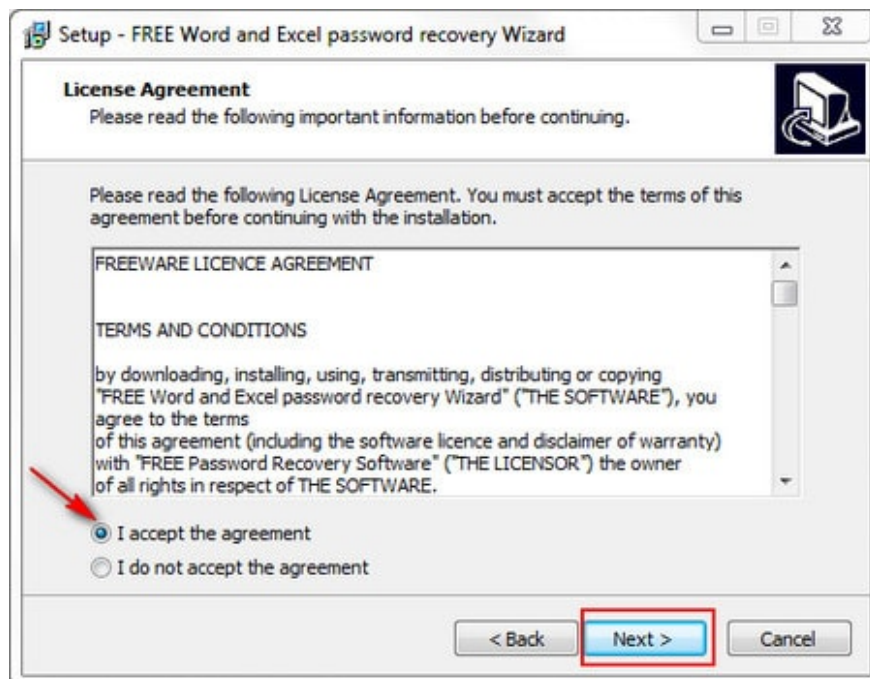 Setup - FREE Word and Excel password recovery Wizard
License Agreement
Please read the following important information before continuing.
Please read the following License Agreement. You must accept the terms of this
agreement before continuing with the installation.
FREEWARE LICENCE AGREEMENT
TERMS AND CONDITIONS
by downloading, installing, using, transmitting, distributing or copying
"FREE Word and Excel password recovery Wizard" ("THE SOFTWARE"), you
agree to the terms
of this agreement (including the software licence and disclaimer of warranty)
with "FREE Password Recovery Software" ("THE LICENSOR") the owner
of all rights in respect of THE SOFTWARE.
I accept the agreement
I do not accept the agreement
< Back Next > Cancel